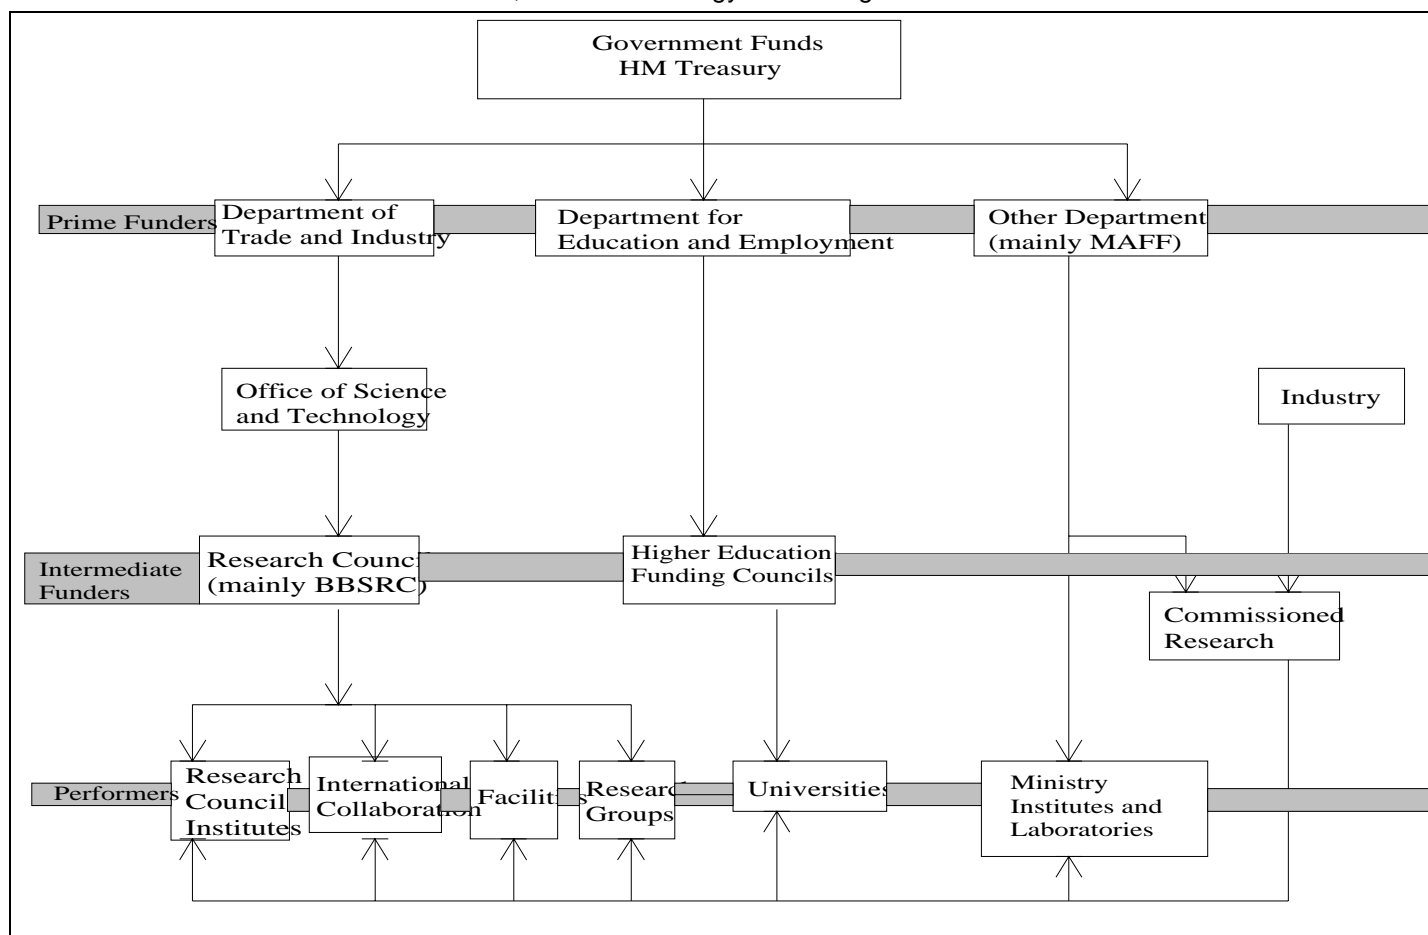 Government Funds
HM Treasury
Prime Funders
Department of
Trade and Industry
Department for
Education and Employment
Other Department
(mainly MAFF)
Office of Science
and Technology
Industry
Intermediate
Funders
Research Counci
(mainly BBSRC)
Higher Education
Funding Councils
Commissioned
Research
Performers
Research
Council
Institutes
International
Collaboration
Facilities
Research
Groups
Universities
Ministry
Institutes and
Laboratories